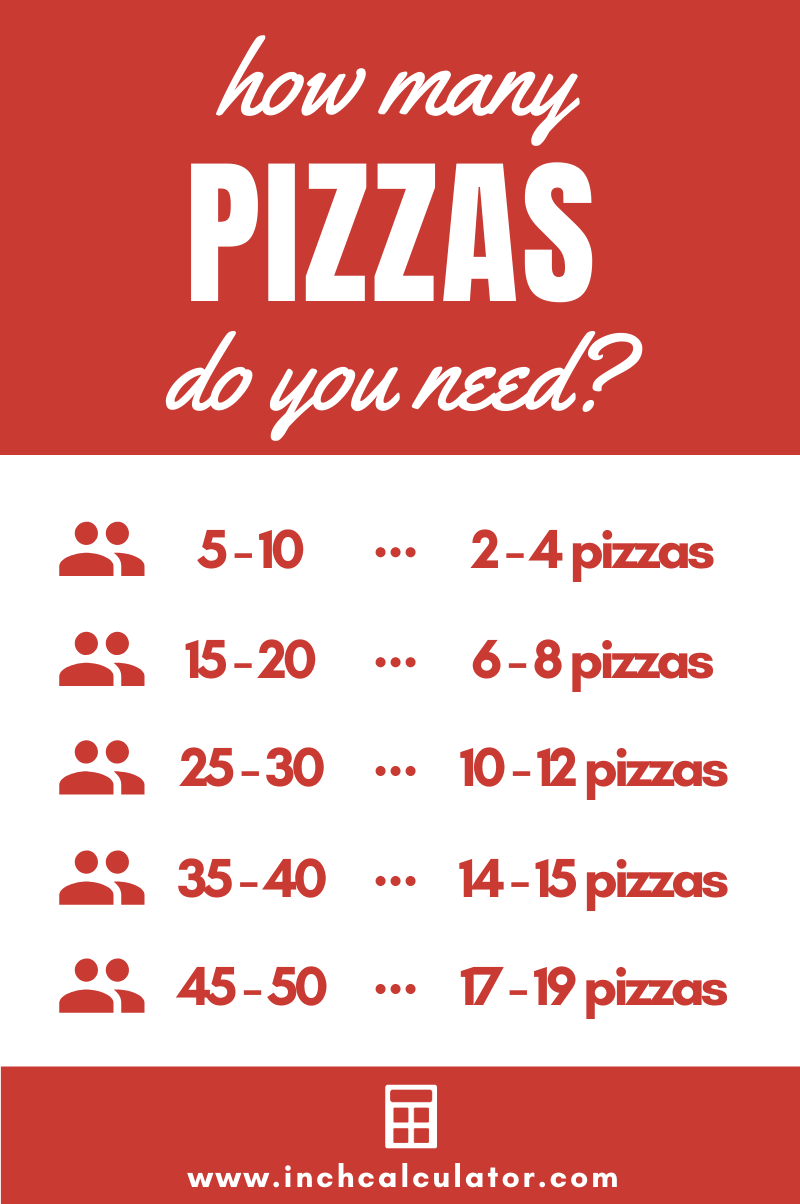 how many
PIZZAS
do you need?
5 – 10 ... 2 – 4 pizzas
15 – 20 ... 6 – 8 pizzas
25 – 30 ... 10 – 12 pizzas
35 – 40 ... 14 – 15 pizzas
45 – 50 ... 17 – 19 pizzas
www.inchcalculator.com